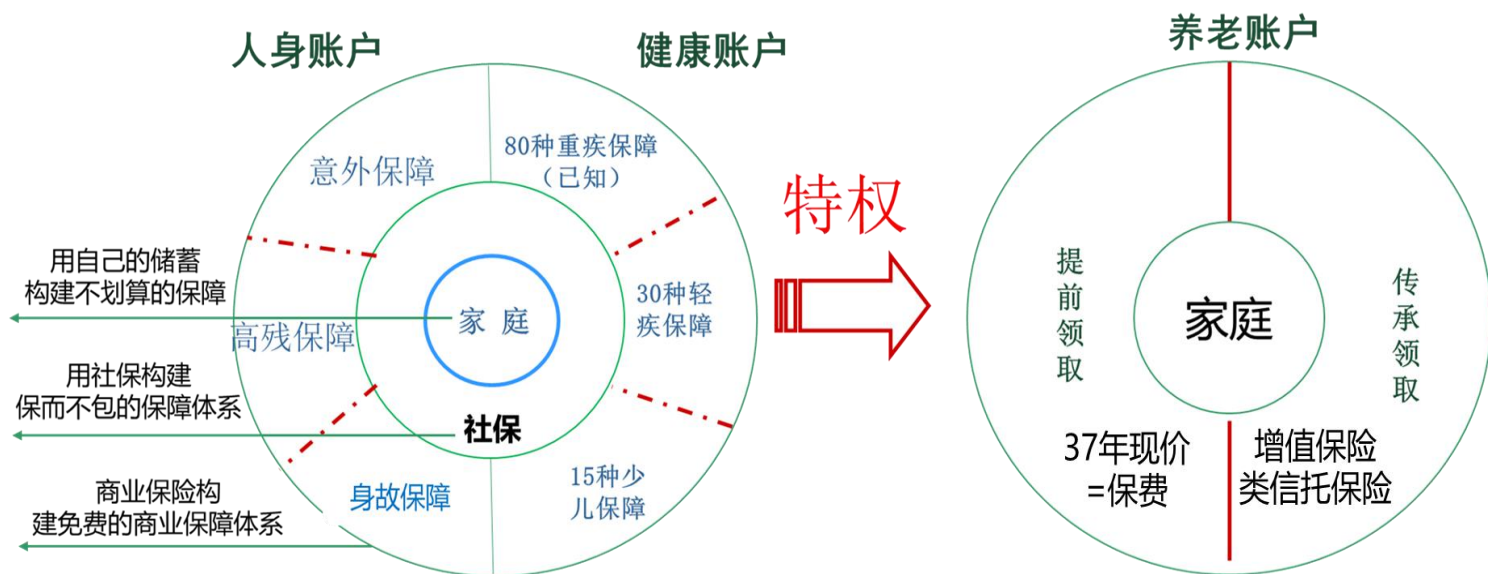 人身账户
健康账户
养老账户
意外保障
80种重疾保障
（已知）
特权
用自己的储蓄
构建不划算的保障
家 庭
30种轻
疾保障
高残保障
用社保构建
保而不包的保障体系
社保
商业保险构
建免费的商业保障体系
身故保障
15种少
儿保障
提前领取
家庭
传承领取
37年现价
=保费
增值保险
类信托保险